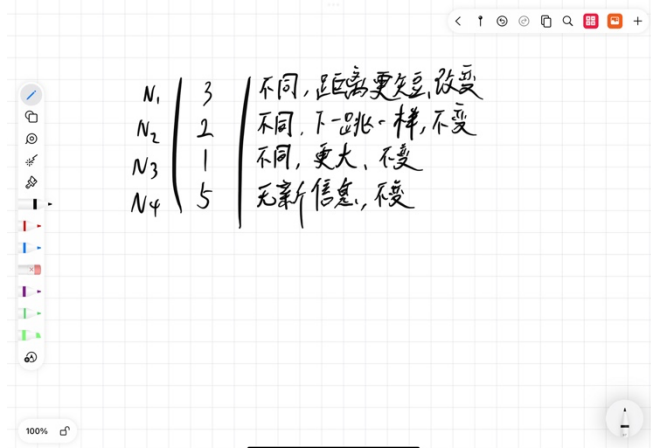 N₁ 3 不同，距离更短、改变
N₂ 2 不同，下一跳一样，不变
N3 1 不同，更大、不变
N4 5 无新信息，不变
100%